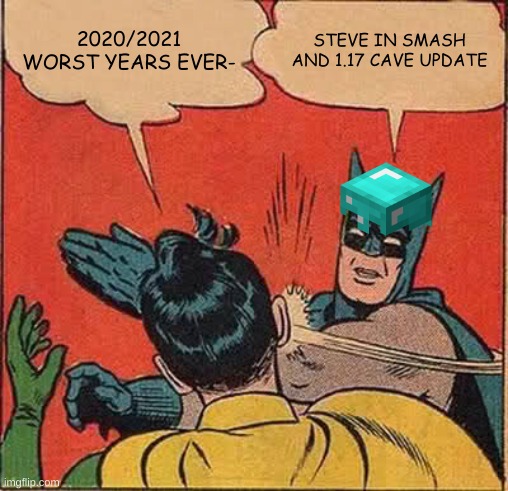 2020/2021
WORST YEARS EVER-
STEVE IN SMASH
AND 1.17 CAVE UPDATE
imgflip.com